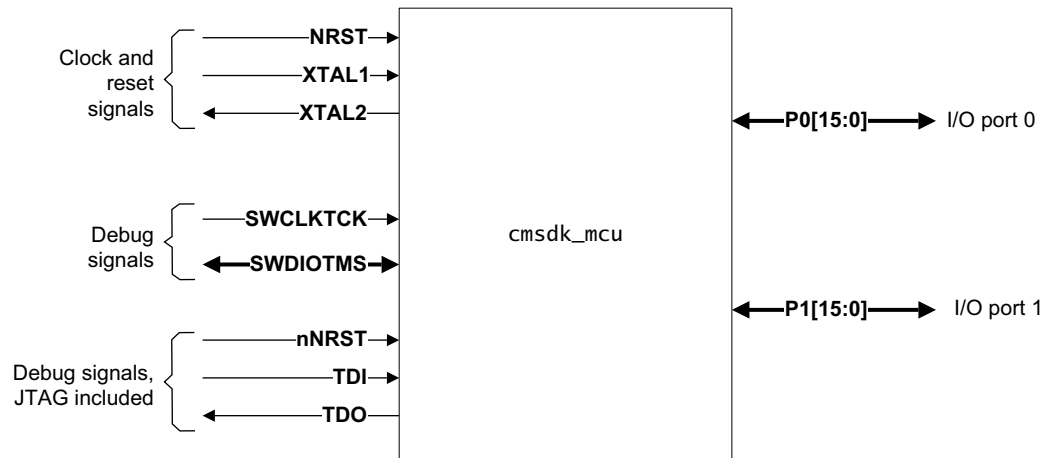 Clock and
reset
signals
NRST
XTAL1
XTAL2
Debug
signals
SWCLKTCK
SWDIOTMS
Debug signals,
JTAG included
nNRST
TDI
TDO
cmsdk_mcu
P0[15:0]
I/O port 0
P1[15:0]
I/O port 1